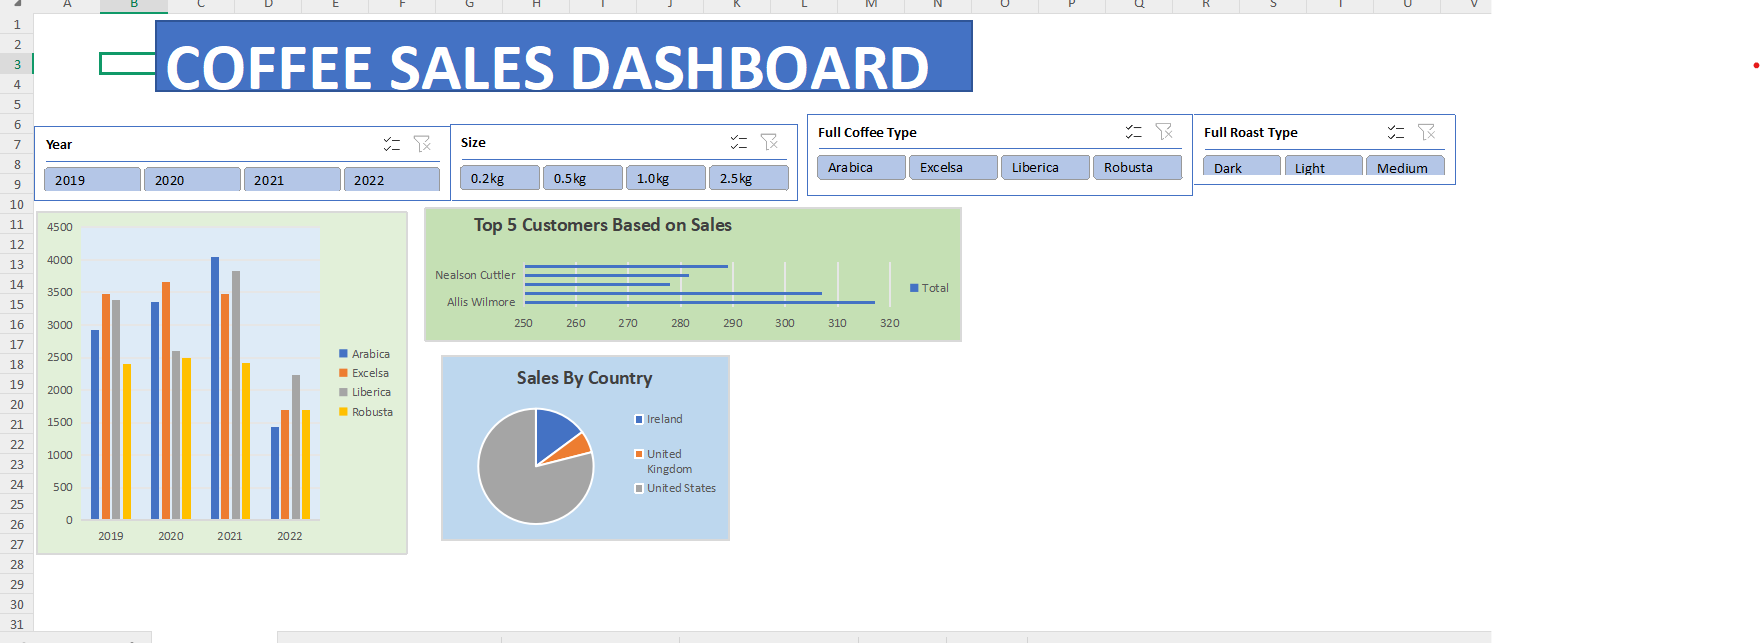 A B C D E F G H I J K L M N O P Q R S T U V
1
2
3
4
5
6
7
8
9
10
11
12
13
14
15
16
17
18
19
20
21
22
23
24
25
26
27
28
29
30
31
COFFEE SALES DASHBOARD
Year
2019 2020 2021 2022
Size
0.2kg 0.5kg 1.0kg 2.5kg
Full Coffee Type
Arabica Excelsa Liberica Robusta
Full Roast Type
Dark Light Medium
4500
4000
3500
3000
2500
2000
1500
1000
500
0
2019 2020 2021 2022
Arabica
Excelsa
Liberica
Robusta
Top 5 Customers Based on Sales
Nealson Cuttler
Allis Wilmore
250 260 270 280 290 300 310 320
Total
Sales By Country
Ireland
United
Kingdom
United States